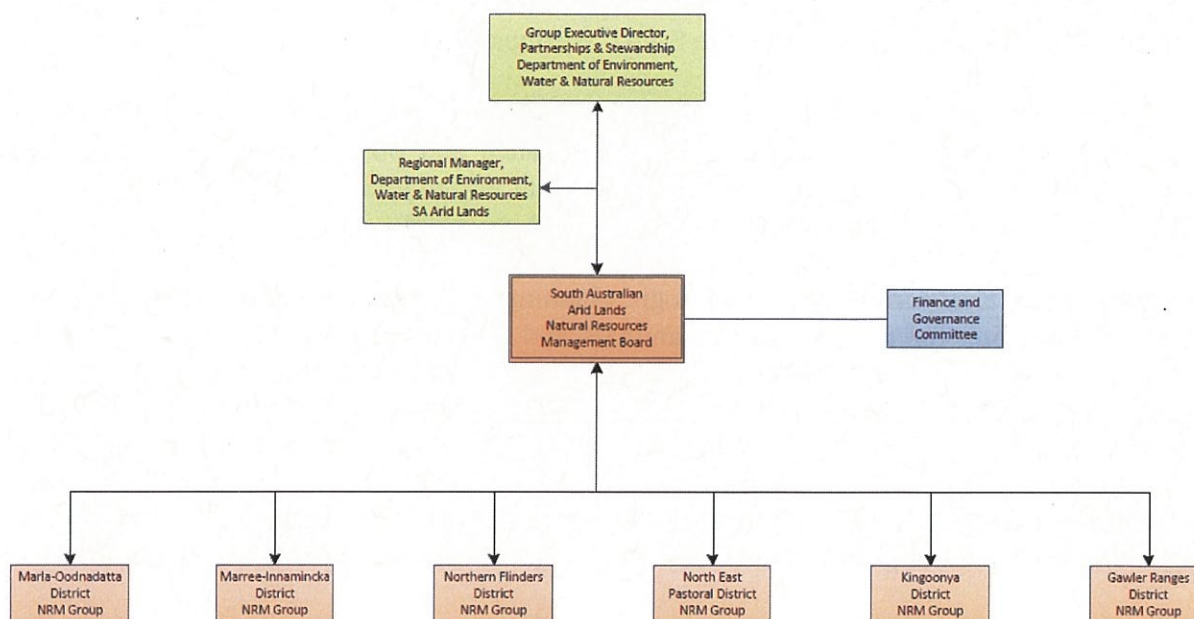 Group Executive Director,
Partnerships & Stewardship
Department of Environment,
Water & Natural Resources
Regional Manager,
Department of Environment,
Water & Natural Resources
SA Arid Lands
South Australian
Arid Lands
Natural Resources
Management Board
Finance and
Governance
Committee
Marla-Oodnadatta
District
NRM Group
Marree-Innamincka
District
NRM Group
Northern Flinders
District
NRM Group
North East
Pastoral District
NRM Group
Kingoonya
District
NRM Group
Gawler Ranges
District
NRM Group